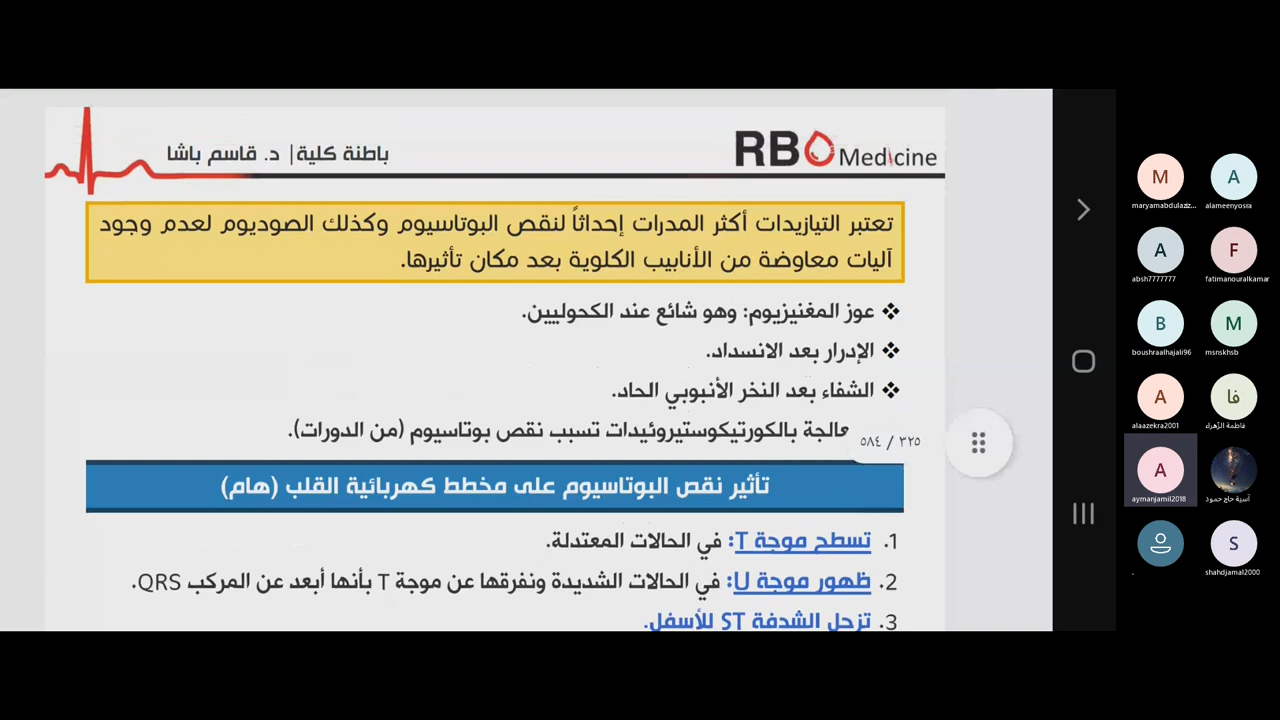 باطنة كلية| د. قاسم باشا
RBO Medicine
تعتبر التيازيدات أكثر المدرات إحداثاً لنقص البوتاسيوم وكذلك الصوديوم لعدم وجود
آليات معاوضة من الأنابيب الكلوية بعد مكان تأثيرها.
❖ عوز المغنيزيوم: وهو شائع عند الكحوليين.
❖ الإدرار بعد الانسداد.
❖ الشفاء بعد النخر الأنبوبي الحاد.
عالجة بالكورتيكوستيروئيدات تسبب نقص بوتاسيوم (من الدورات).
٣٢٥ / ٥٨٤
تأثير نقص البوتاسيوم على مخطط كهربائية القلب (هام)
1. تسطح موجة T: في الحالات المعتدلة.
2. ظهور موجة U: في الحالات الشديدة ونفرقها عن موجة T بأنها أبعد عن المركب QRS.
3. تزحل الشدفة ST للأسفل.
M
maryamabdulaziz...
A
alameenyosra
A
absh7777777
F
fatimanouralkamar
B
boushraalhajali96
M
msnskhsb
A
alaazekra2001
فا
فاطمة الزهراء
A
aymanjamil2018
آسية حاج حمود
S
shahdjamal2000